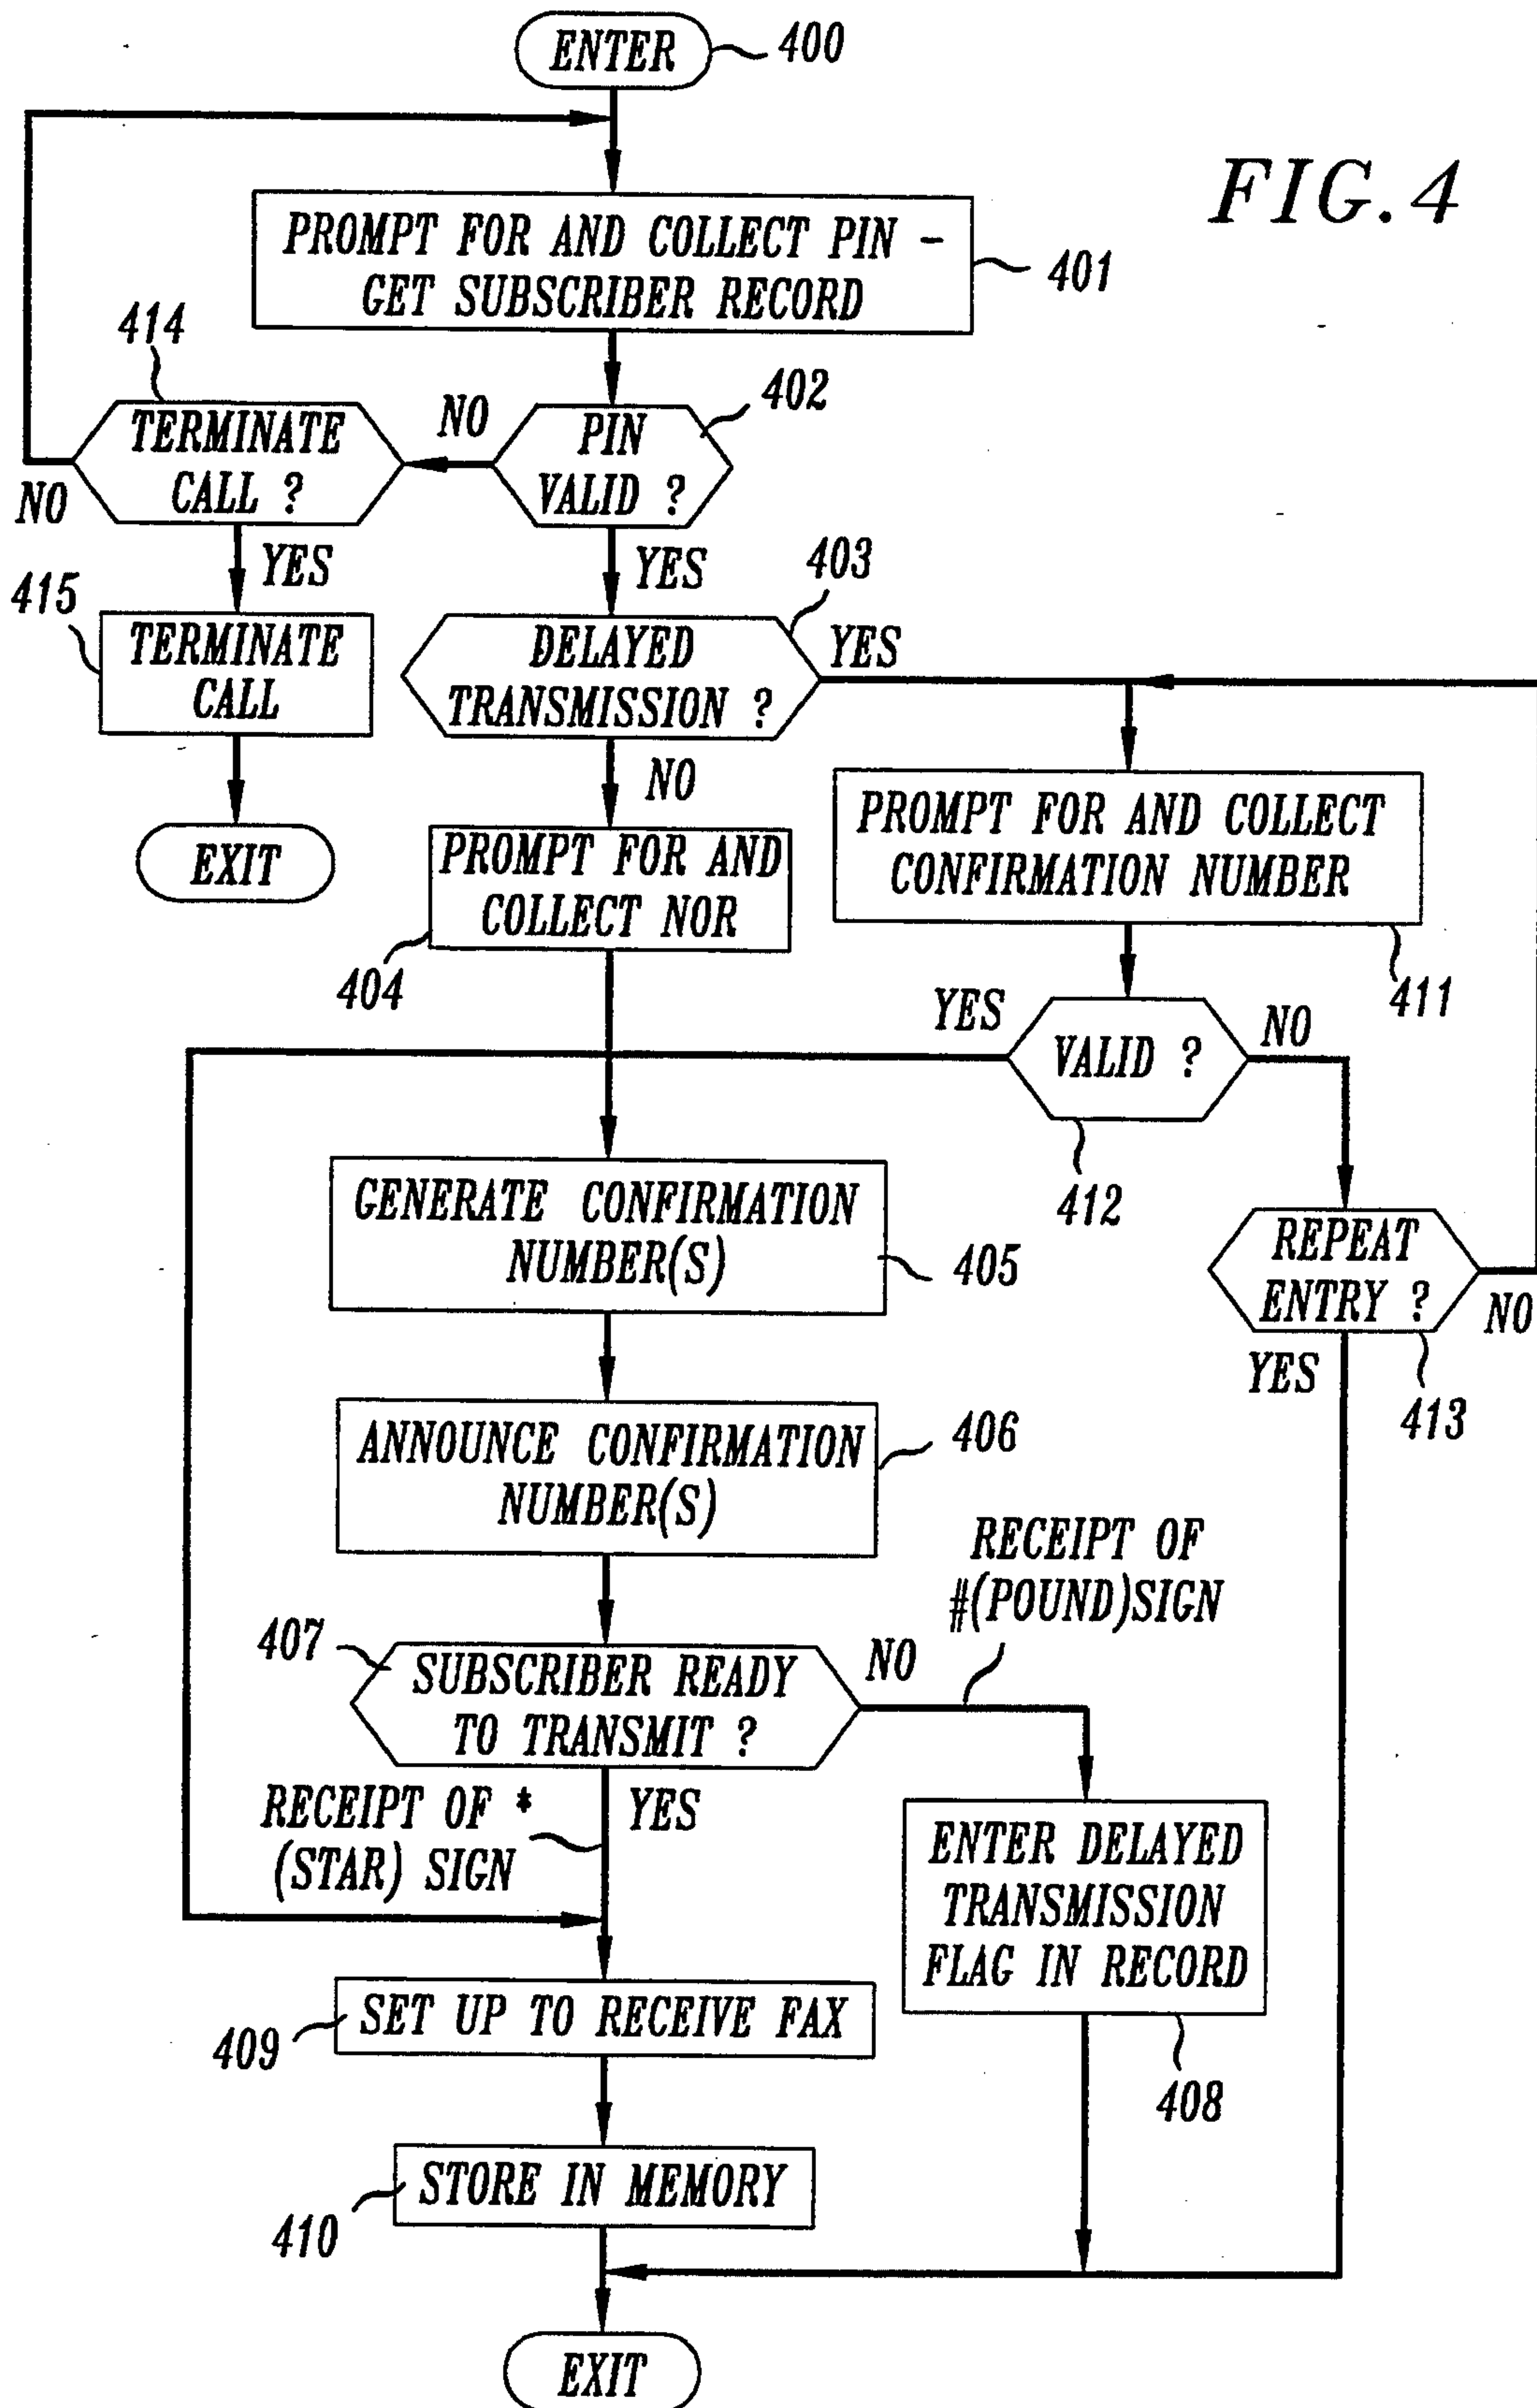 ENTER
400
FIG. 4
PROMPT FOR AND COLLECT PIN -
GET SUBSCRIBER RECORD
401
414
402
TERMINATE
CALL ?
NO
PIN
VALID ?
NO
YES
YES
403
415
TERMINATE
CALL
DELAYED
TRANSMISSION ?
YES
NO
EXIT
PROMPT FOR AND
COLLECT NOR
404
PROMPT FOR AND COLLECT
CONFIRMATION NUMBER
411
YES
VALID ?
NO
412
GENERATE CONFIRMATION
NUMBER(S)
405
REPEAT
ENTRY ?
NO
YES
413
ANNOUNCE CONFIRMATION
NUMBER(S)
406
RECEIPT OF
#(POUND)SIGN
407
SUBSCRIBER READY
TO TRANSMIT ?
NO
RECEIPT OF *
(STAR) SIGN
YES
ENTER DELAYED
TRANSMISSION
FLAG IN RECORD
408
SET UP TO RECEIVE FAX
409
STORE IN MEMORY
410
EXIT